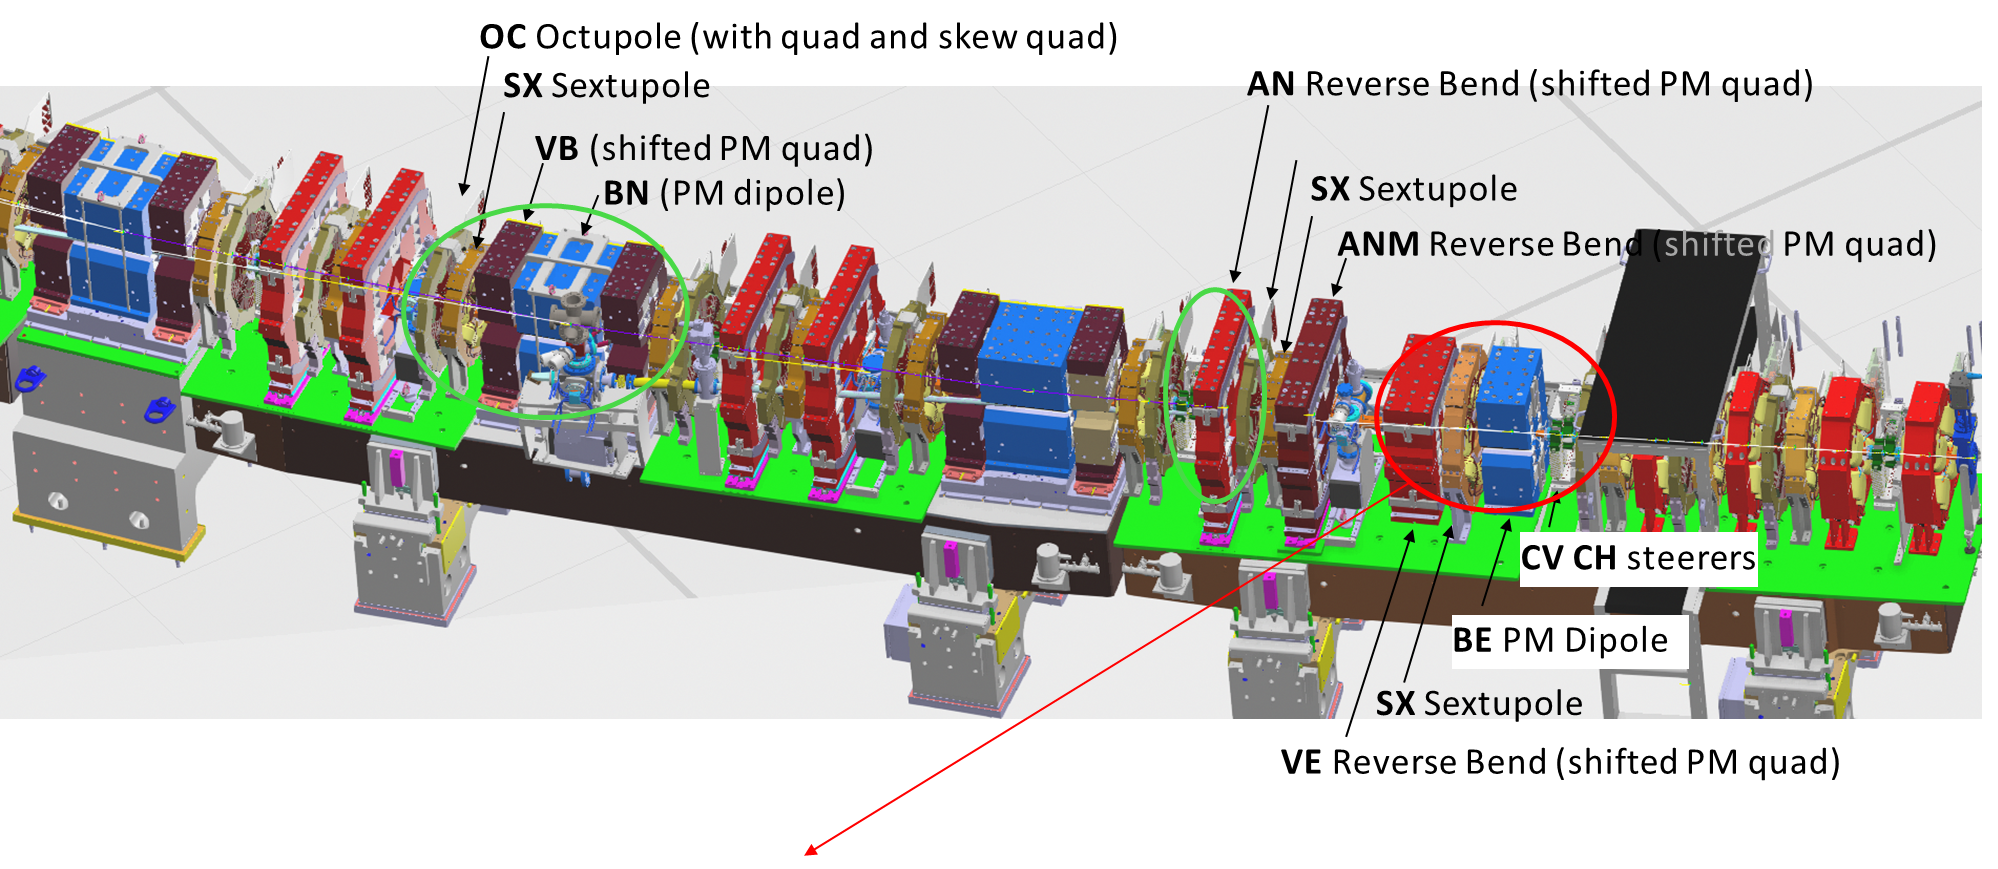 OC Octupole (with quad and skew quad)
SX Sextupole
VB (shifted PM quad)
BN (PM dipole)
AN Reverse Bend (shifted PM quad)
SX Sextupole
ANM Reverse Bend (shifted PM quad)
CV CH steerers
BE PM Dipole
SX Sextupole
VE Reverse Bend (shifted PM quad)